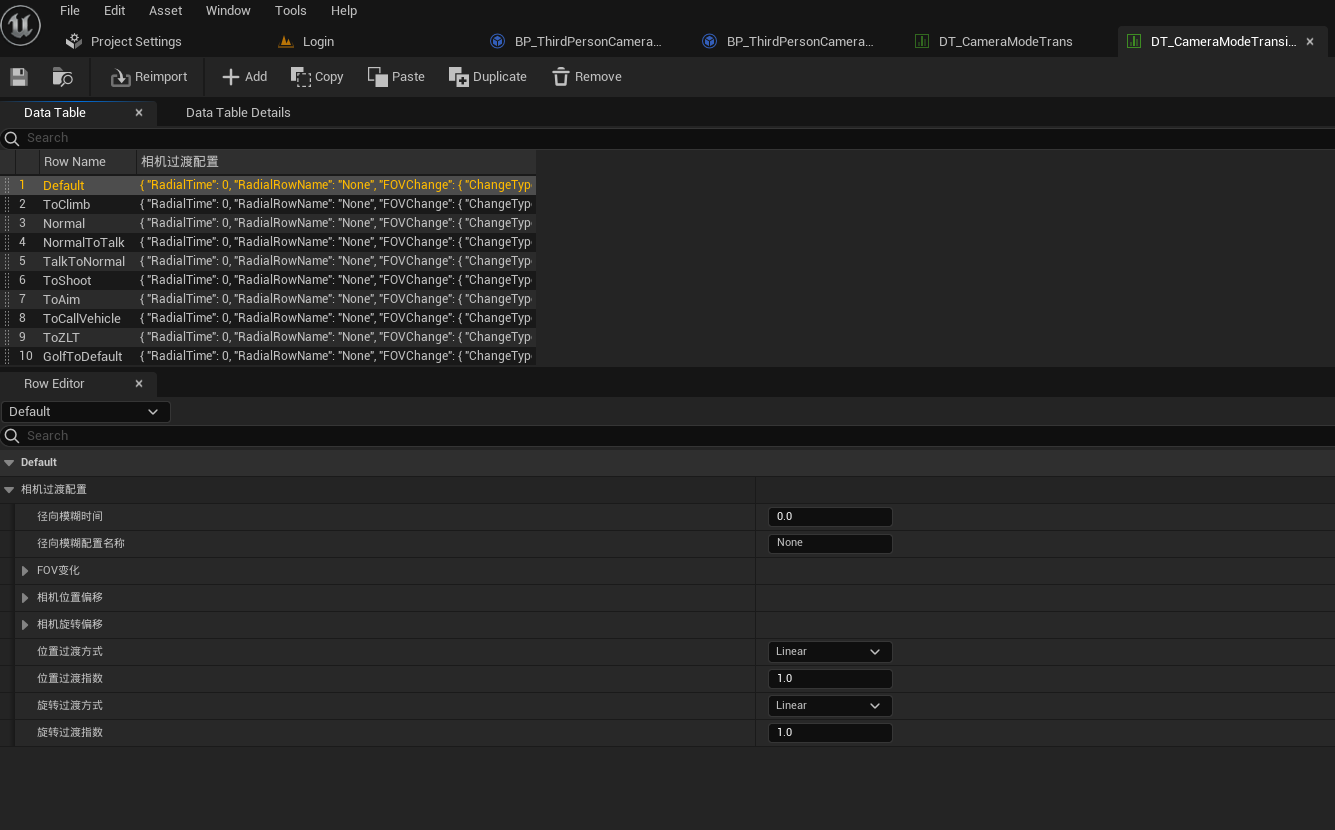 File Edit Asset Window Tools Help
Project Settings Login BP_ThirdPersonCamera... BP_ThirdPersonCamera... DT_CameraModeTrans DT_CameraModeTransi... ×
Reimport Add Copy Paste Duplicate Remove
Data Table × Data Table Details
Search
Row Name 相机过渡配置
1 Default { "RadialTime": 0, "RadialRowName": "None", "FOVChange": { "ChangeTyp
2 ToClimb { "RadialTime": 0, "RadialRowName": "None", "FOVChange": { "ChangeTyp
3 Normal { "RadialTime": 0, "RadialRowName": "None", "FOVChange": { "ChangeTyp
4 NormalToTalk { "RadialTime": 0, "RadialRowName": "None", "FOVChange": { "ChangeTyp
5 TalkToNormal { "RadialTime": 0, "RadialRowName": "None", "FOVChange": { "ChangeTyp
6 ToShoot { "RadialTime": 0, "RadialRowName": "None", "FOVChange": { "ChangeTyp
7 ToAim { "RadialTime": 0, "RadialRowName": "None", "FOVChange": { "ChangeTyp
8 ToCallVehicle { "RadialTime": 0, "RadialRowName": "None", "FOVChange": { "ChangeTyp
9 ToZLT { "RadialTime": 0, "RadialRowName": "None", "FOVChange": { "ChangeTyp
10 GolfToDefault { "RadialTime": 0, "RadialRowName": "None", "FOVChange": { "ChangeTyp
Row Editor ×
Default
Search
Default
相机过渡配置
径向模糊时间 0.0
径向模糊配置名称 None
FOV变化
相机位置偏移
相机旋转偏移
位置过渡方式 Linear
位置过渡指数 1.0
旋转过渡方式 Linear
旋转过渡指数 1.0